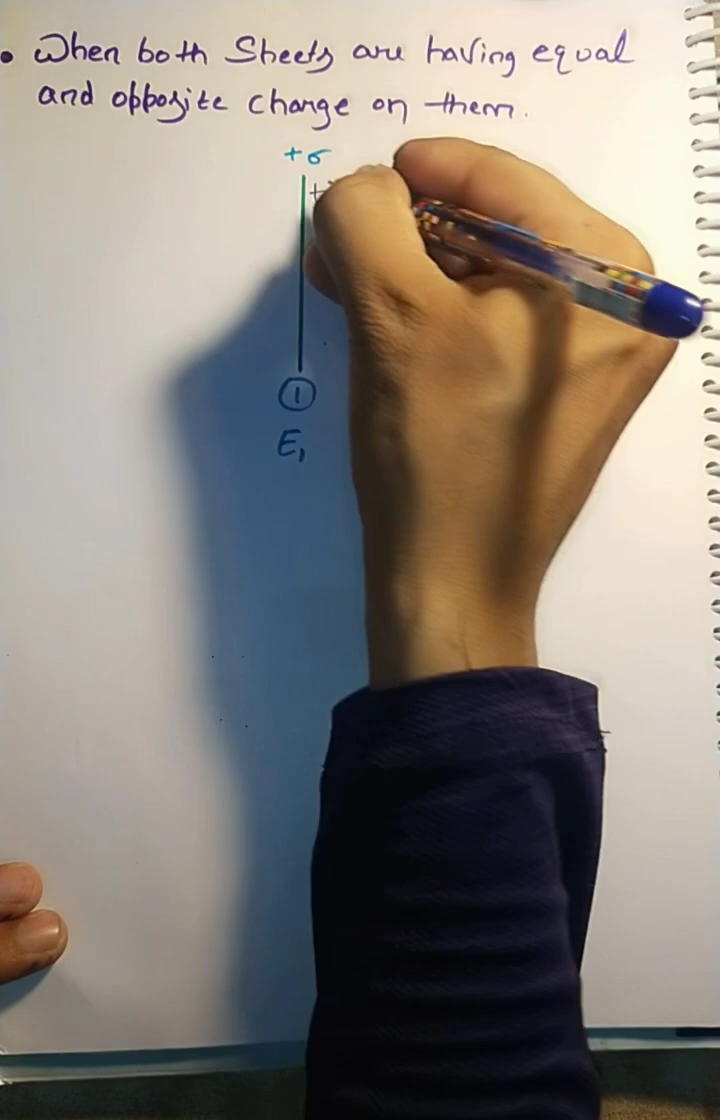 • When both Sheets are having equal
and opposite charge on them.
+σ
+
①
E₁